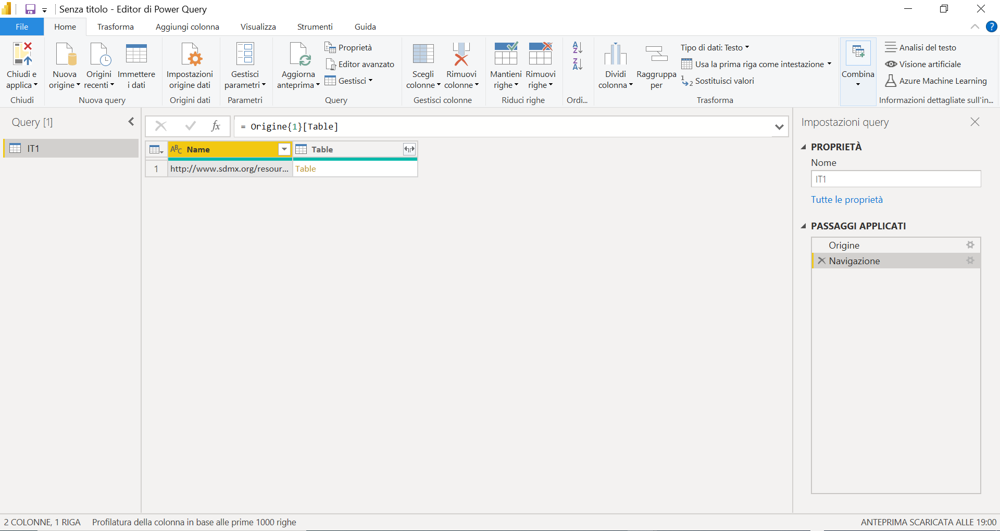 Senza titolo - Editor di Power Query
File Home Trasforma Aggiungi colonna Visualizza Strumenti Guida
Chiudi e applica
Chiudi
Nuova origine
Origini recenti
Immettere i dati
Nuova query
Impostazioni origine dati
Origini dati
Gestisci parametri
Parametri
Aggiorna anteprima
Proprietà
Editor avanzato
Gestisci
Query
Scegli colonne
Rimuovi colonne
Gestisci colonne
Mantieni righe
Rimuovi righe
Riduci righe
Ordi...
Dividi colonna
Raggruppa per
Tipo di dati: Testo
Usa la prima riga come intestazione
Sostituisci valori
Trasforma
Combina
Analisi del testo
Visione artificiale
Azure Machine Learning
Informazioni dettagliate sull'in...
Query [1]
IT1
fx
= Origine{1}[Table]
ABC Name Table
1 http://www.sdmx.org/resour... Table
Impostazioni query
PROPRIETÀ
Nome
IT1
Tutte le proprietà
PASSAGGI APPLICATI
Origine
Navigazione
2 COLONNE, 1 RIGA Profilatura della colonna in base alle prime 1000 righe
ANTEPRIMA SCARICATA ALLE 19:00